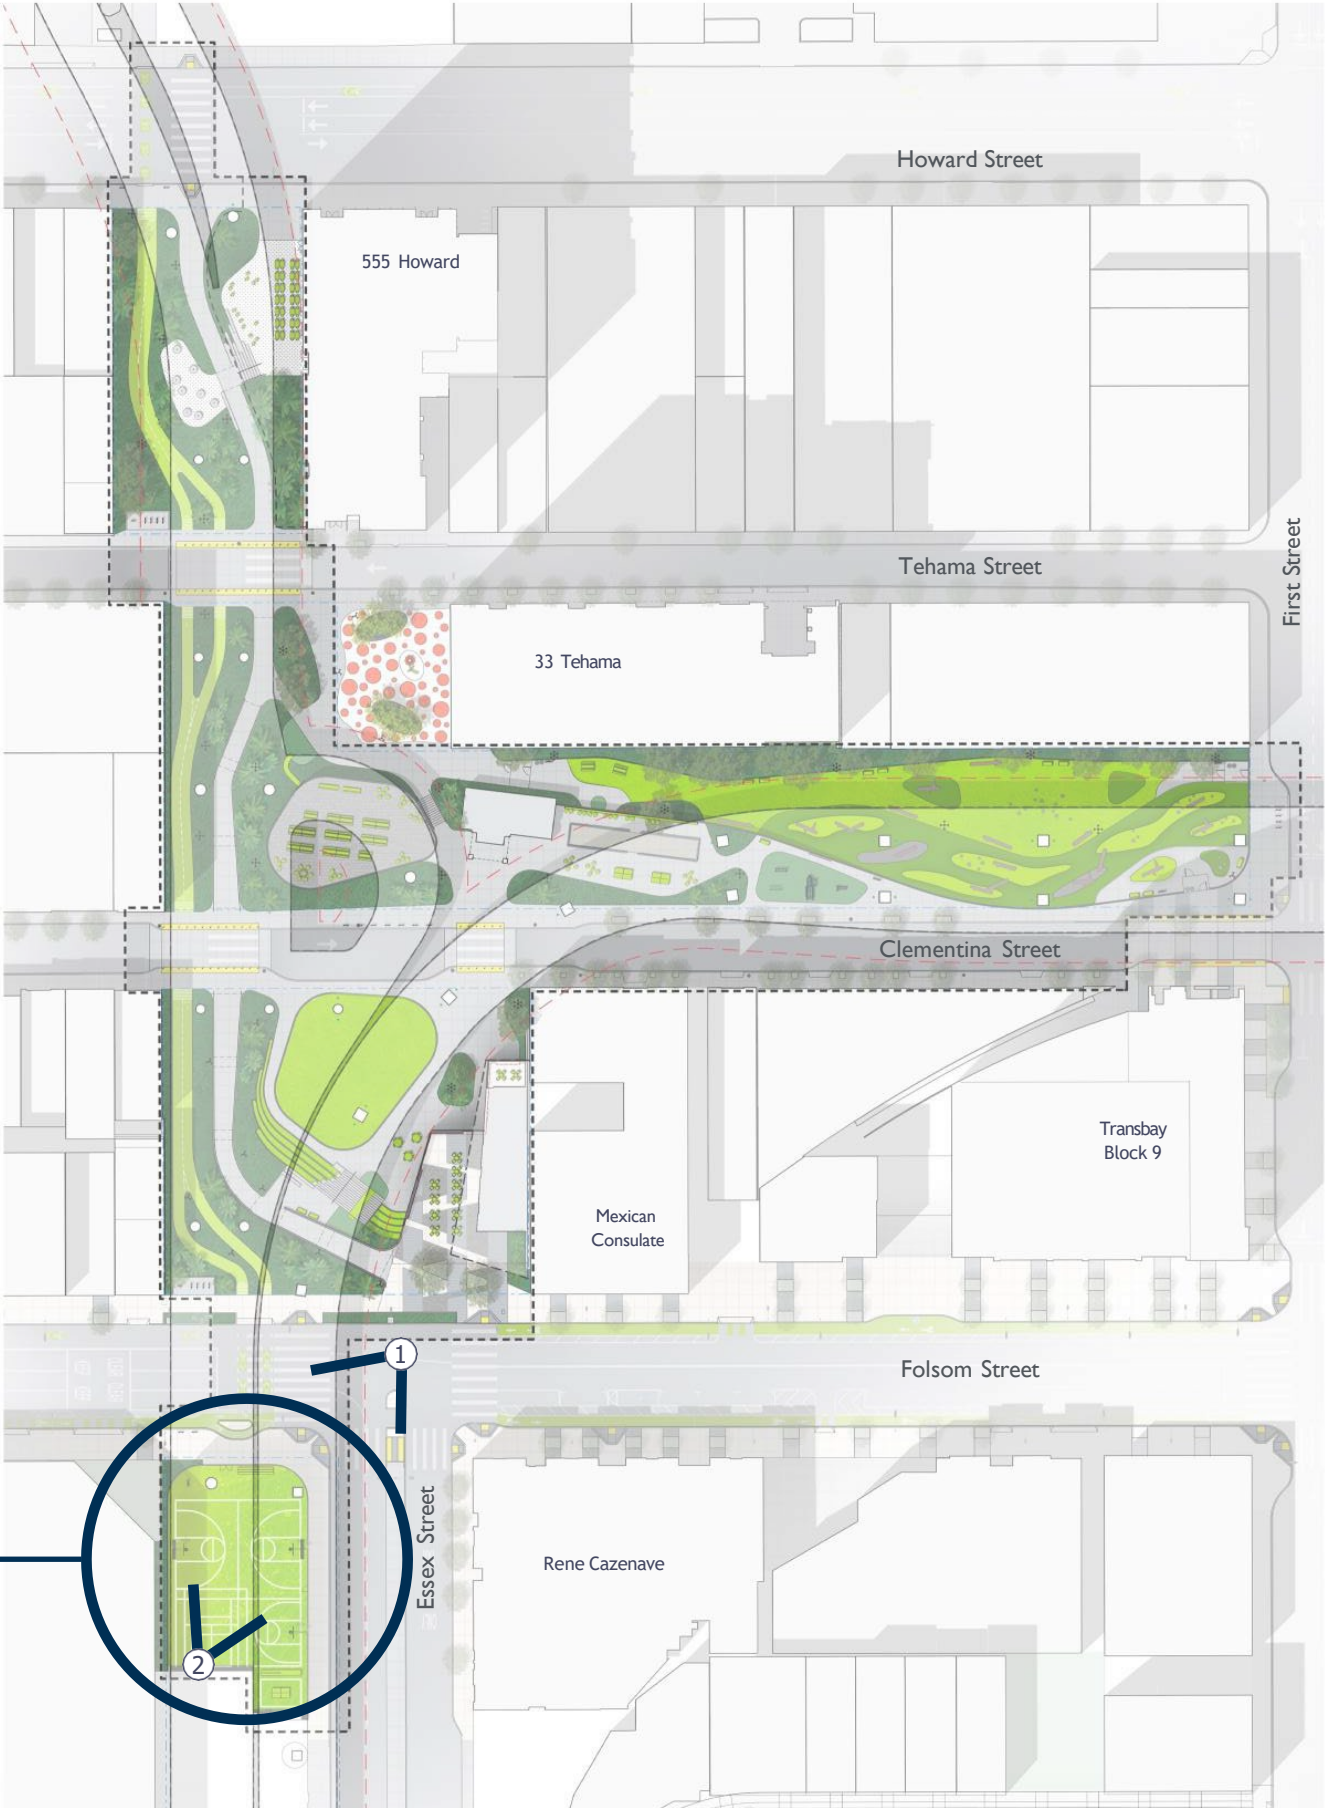 Howard Street
555 Howard
First Street
Tehama Street
33 Tehama
Clementina Street
Transbay
Block 9
Mexican
Consulate
1
Folsom Street
Essex Street
Rene Cazenave
2